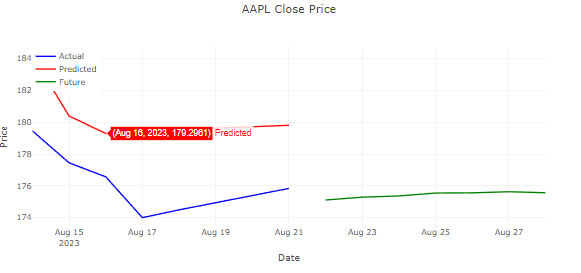 AAPL Close Price
Actual
Predicted
Future
184
182
180
178
176
174
Price
(Aug 16, 2023, 179.2961) Predicted
Aug 15
2023
Aug 17
Aug 19
Aug 21
Aug 23
Aug 25
Aug 27
Date